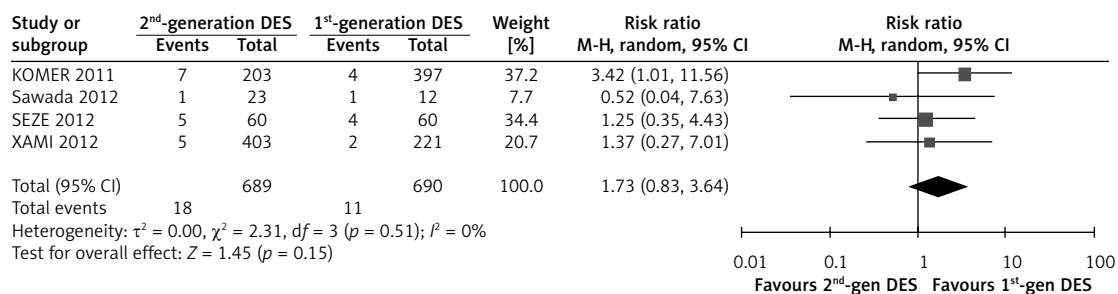 Study or 2nd-generation DES 1st-generation DES Weight Risk ratio Risk ratio
subgroup Events Total Events Total [%] M-H, random, 95% CI M-H, random, 95% CI
KOMER 2011 7 203 4 397 37.2 3.42 (1.01, 11.56)
Sawada 2012 1 23 1 12 7.7 0.52 (0.04, 7.63)
SEZE 2012 5 60 4 60 34.4 1.25 (0.35, 4.43)
XAMI 2012 5 403 2 221 20.7 1.37 (0.27, 7.01)
Total (95% CI) 689 690 100.0 1.73 (0.83, 3.64)
Total events 18 11
Heterogeneity: τ² = 0.00, χ² = 2.31, df = 3 (p = 0.51); I² = 0%
Test for overall effect: Z = 1.45 (p = 0.15)
0.01 0.1 1 10 100
Favours 2nd-gen DES Favours 1st-gen DES